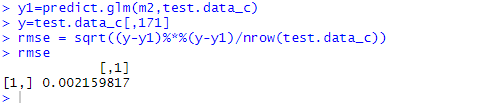 > y1=predict.glm(m2,test.data_c)
> y=test.data_c[,171]
> rmse = sqrt((y-y1)%*%(y-y1)/nrow(test.data_c))
> rmse
[,1]
[1,] 0.002159817
>